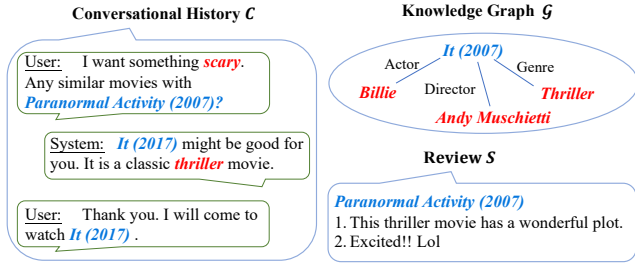 Conversational History C
User: I want something scary.
Any similar movies with
Paranormal Activity (2007)?
System: It (2017) might be good for
you. It is a classic thriller movie.
User: Thank you. I will come to
watch It (2017) .
Knowledge Graph G
It (2007)
Actor
Genre
Director
Billie
Thriller
Andy Muschietti
Review S
Paranormal Activity (2007)
1. This thriller movie has a wonderful plot.
2. Excited!! Lol